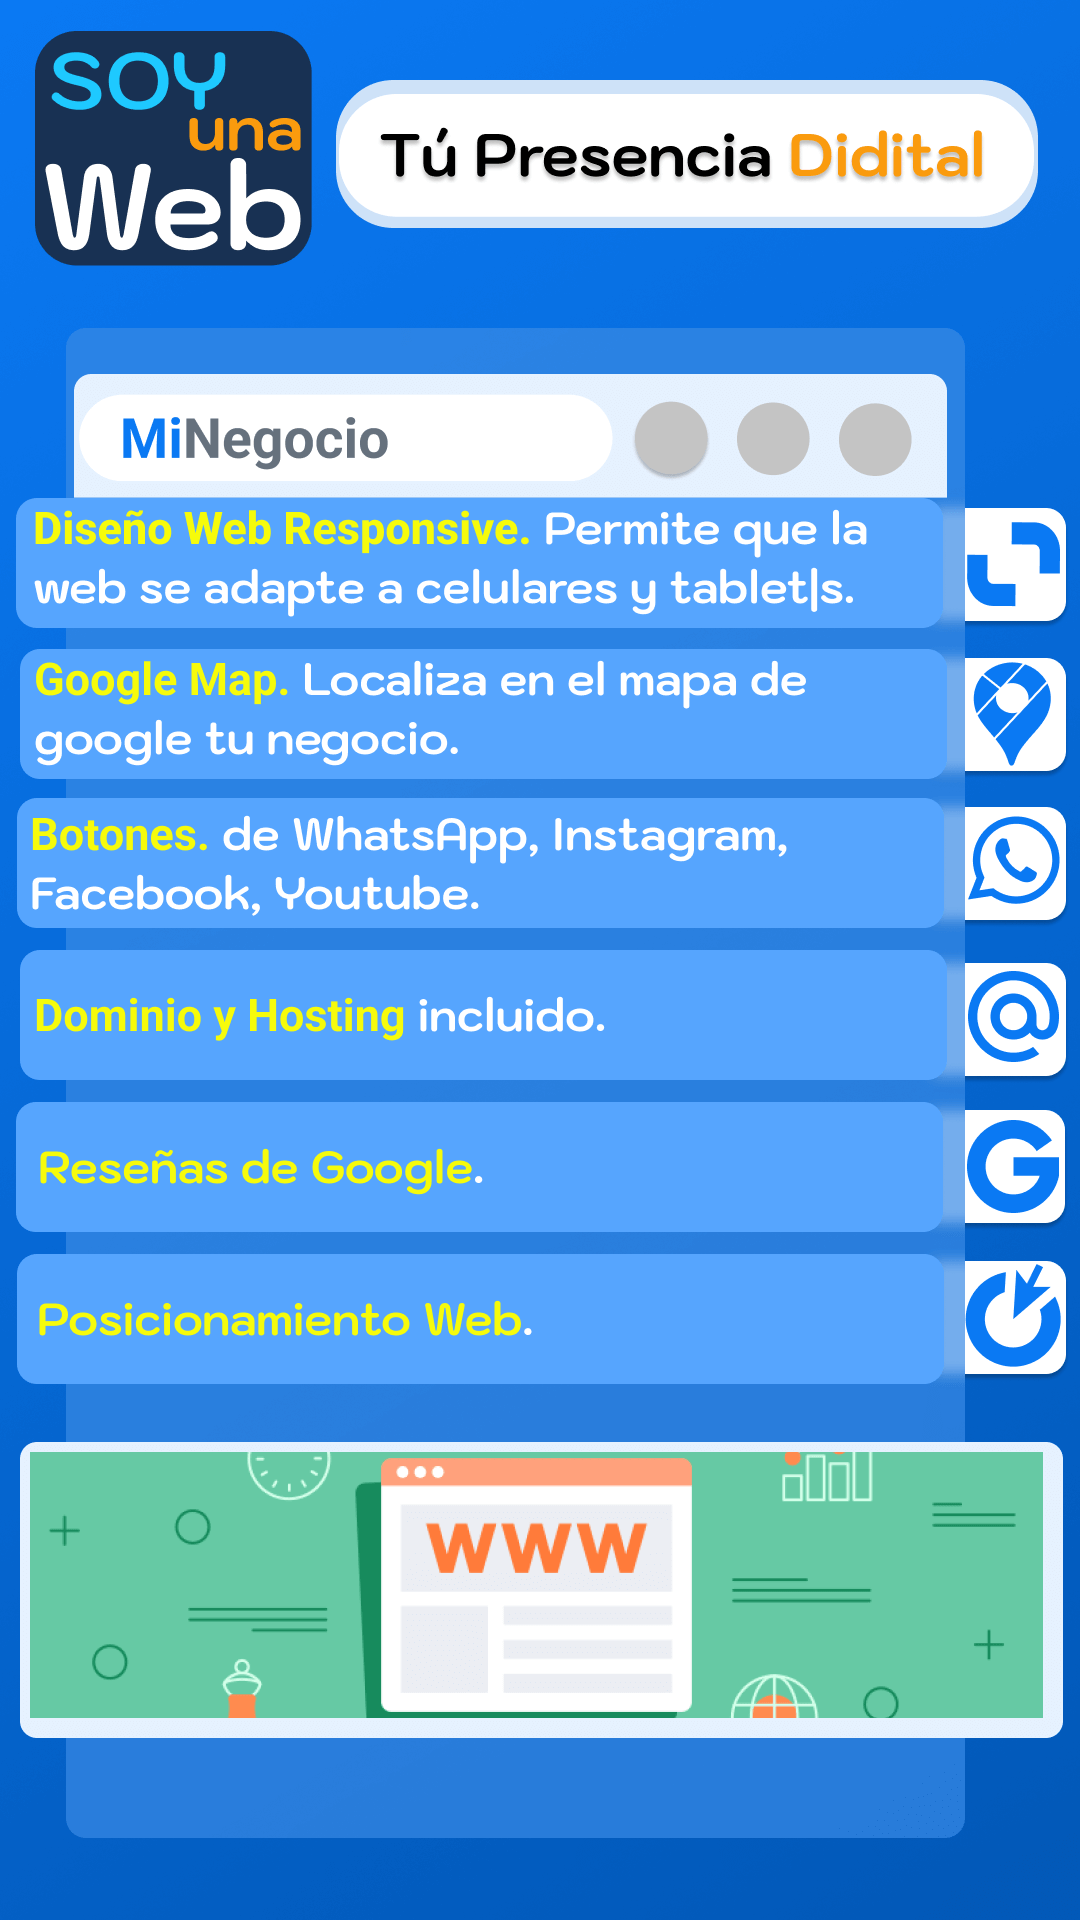 SOY
una
Web
Tú Presencia Didital
MiNegocio
Diseño Web Responsive. Permite que la
web se adapte a celulares y tablet|s.
Google Map. Localiza en el mapa de
google tu negocio.
Botones. de WhatsApp, Instagram,
Facebook, Youtube.
Dominio y Hosting incluido.
Reseñas de Google.
Posicionamiento Web.
WWW